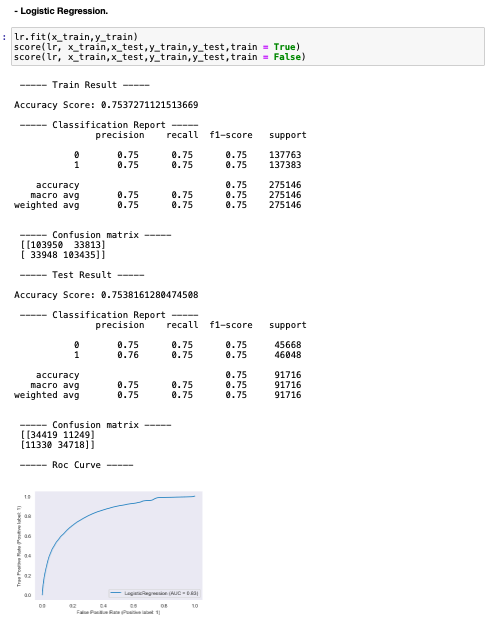 - Logistic Regression.
: lr.fit(x_train,y_train)
score(lr, x_train,x_test,y_train,y_test,train = True)
score(lr, x_train,x_test,y_train,y_test,train = False)
----- Train Result -----
Accuracy Score: 0.7537271121513669
----- Classification Report -----
precision recall f1-score support
0 0.75 0.75 0.75 137763
1 0.75 0.75 0.75 137383
accuracy 0.75 275146
macro avg 0.75 0.75 0.75 275146
weighted avg 0.75 0.75 0.75 275146
----- Confusion matrix -----
[[103950 33813]
[ 33948 103435]]
----- Test Result -----
Accuracy Score: 0.7538161280474508
----- Classification Report -----
precision recall f1-score support
0 0.75 0.75 0.75 45668
1 0.76 0.75 0.75 46048
accuracy 0.75 91716
macro avg 0.75 0.75 0.75 91716
weighted avg 0.75 0.75 0.75 91716
----- Confusion matrix -----
[[34419 11249]
[11330 34718]]
----- Roc Curve -----
True Positive Rate (Positive label: 1)
1.0
0.8
0.6
0.4
0.2
0.0
LogisticRegression (AUC = 0.83)
0.0 0.2 0.4 0.6 0.8 1.0
False Positive Rate (Positive label: 1)